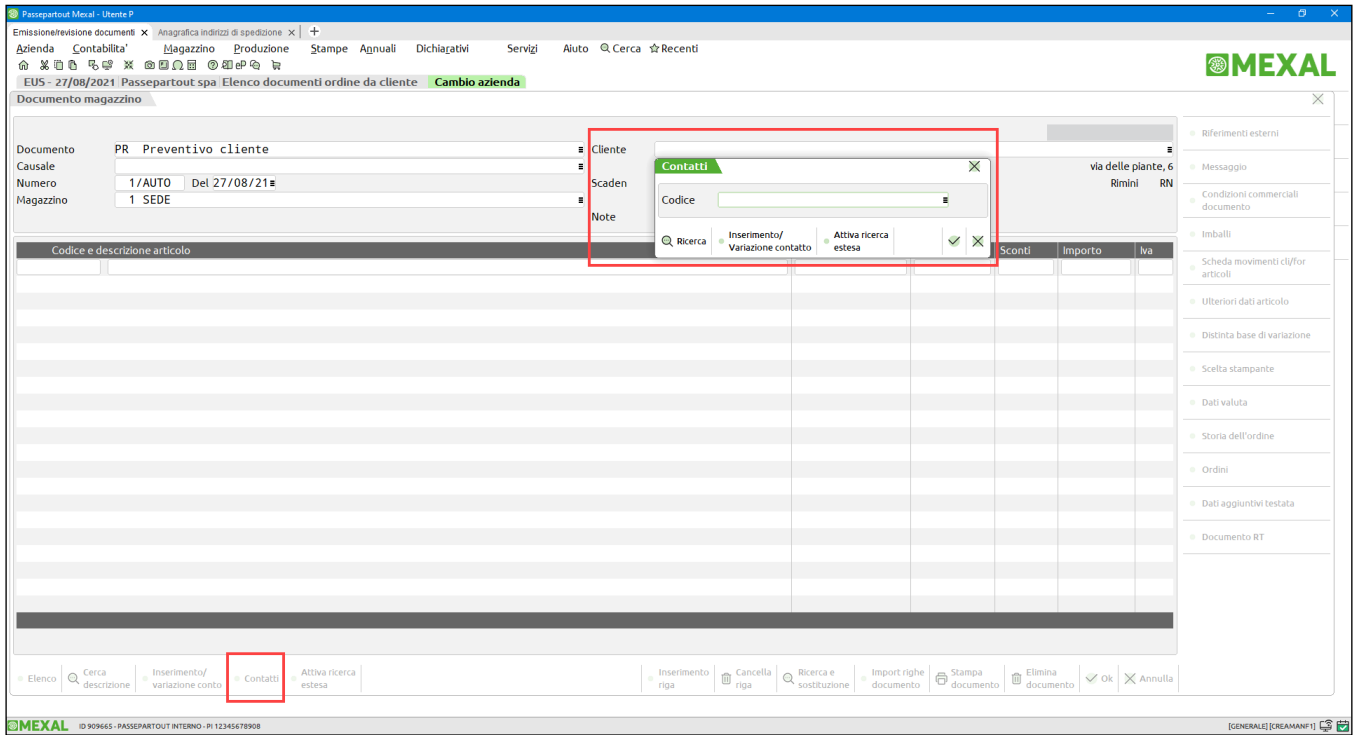 Passepartout Mexal - Utente P
Emissione/revisione documenti
Anagrafica indirizzi di spedizione
Azienda Contabilita' Magazzino Produzione Stampe Annuali Dichiarativi Servizi Aiuto Cerca Recenti
MEXAL
EUS - 27/08/2021 Passepartout spa Elenco documenti ordine da cliente Cambio azienda
Documento magazzino
Documento PR Preventivo cliente
Causale
Numero 1/AUTO Del 27/08/21
Magazzino 1 SEDE
Cliente
Scaden
Note
via delle piante, 6
Rimini RN
Contatti
Codice
Ricerca
Inserimento/
Variazione contatto
Attiva ricerca
estesa
Codice e descrizione articolo
Sconti Importo Iva
Riferimenti esterni
Messaggio
Condizioni commerciali
documento
Imballi
Scheda movimenti cli/for
articoli
Ulteriori dati articolo
Distinta base di variazione
Scelta stampante
Dati valuta
Storia dell'ordine
Ordini
Dati aggiuntivi testata
Documento RT
Elenco
Cerca
descrizione
Inserimento/
variazione conto
Contatti
Attiva ricerca
estesa
Inserimento
riga
Cancella
riga
Ricerca e
sostituzione
Import righe
documento
Stampa
documento
Elimina
documento
Ok
Annulla
MEXAL ID 909665 - PASSEPARTOUT INTERNO - PI 12345678908
[GENERALE] [CREAMANF1]